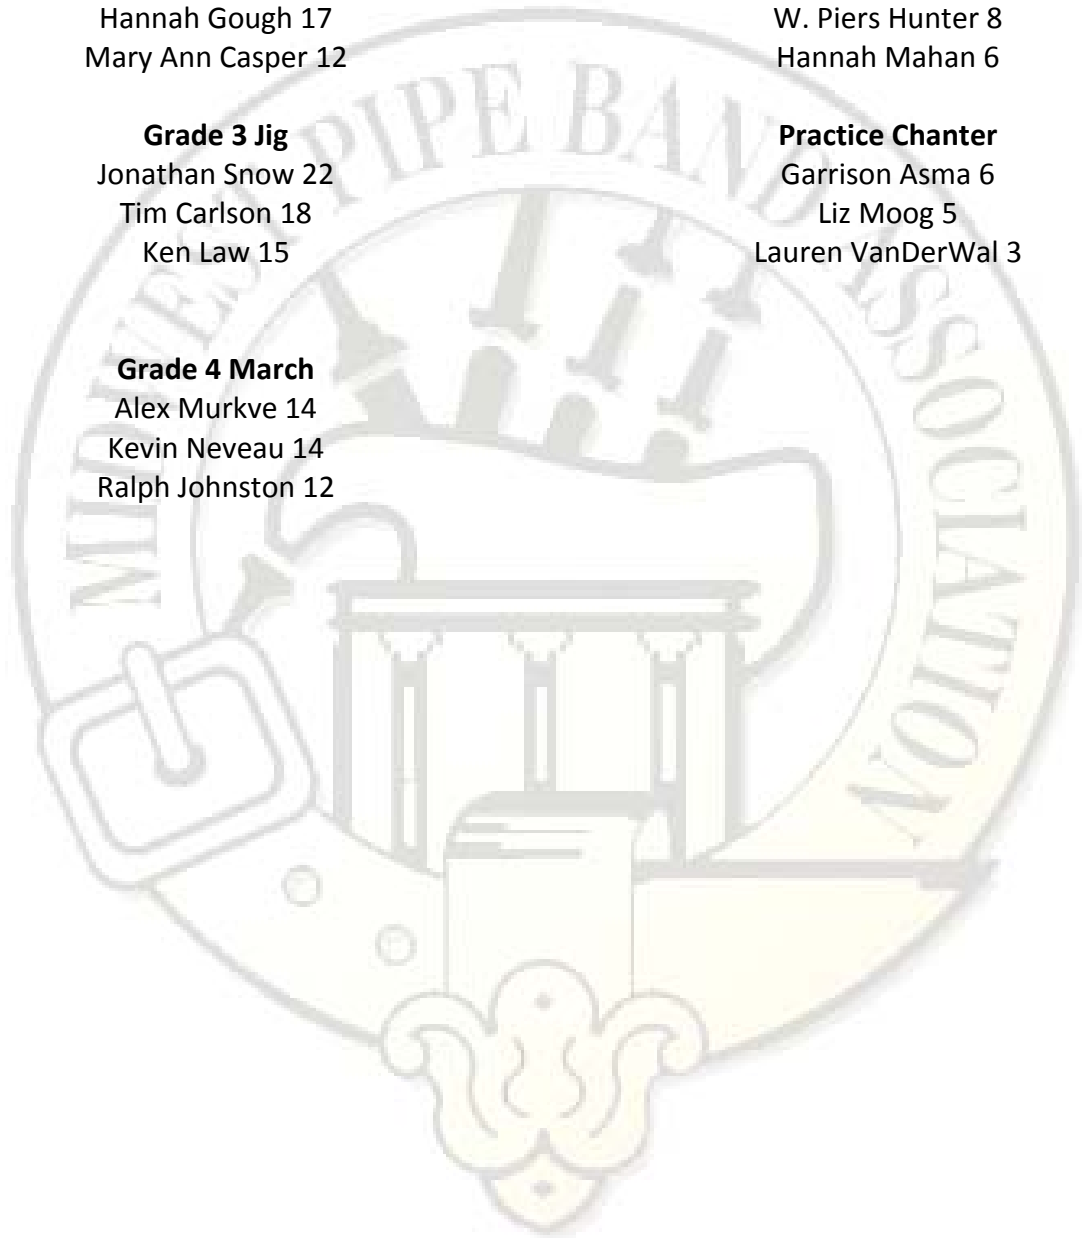 Hannah Gough 17
Mary Ann Casper 12
Grade 3 Jig
Jonathan Snow 22
Tim Carlson 18
Ken Law 15
Grade 4 March
Alex Murkve 14
Kevin Neveau 14
Ralph Johnston 12
W. Piers Hunter 8
Hannah Mahan 6
Practice Chanter
Garrison Asma 6
Liz Moog 5
Lauren VanDerWal 3
MIDWEST PIPE BAND ASSOCIATION